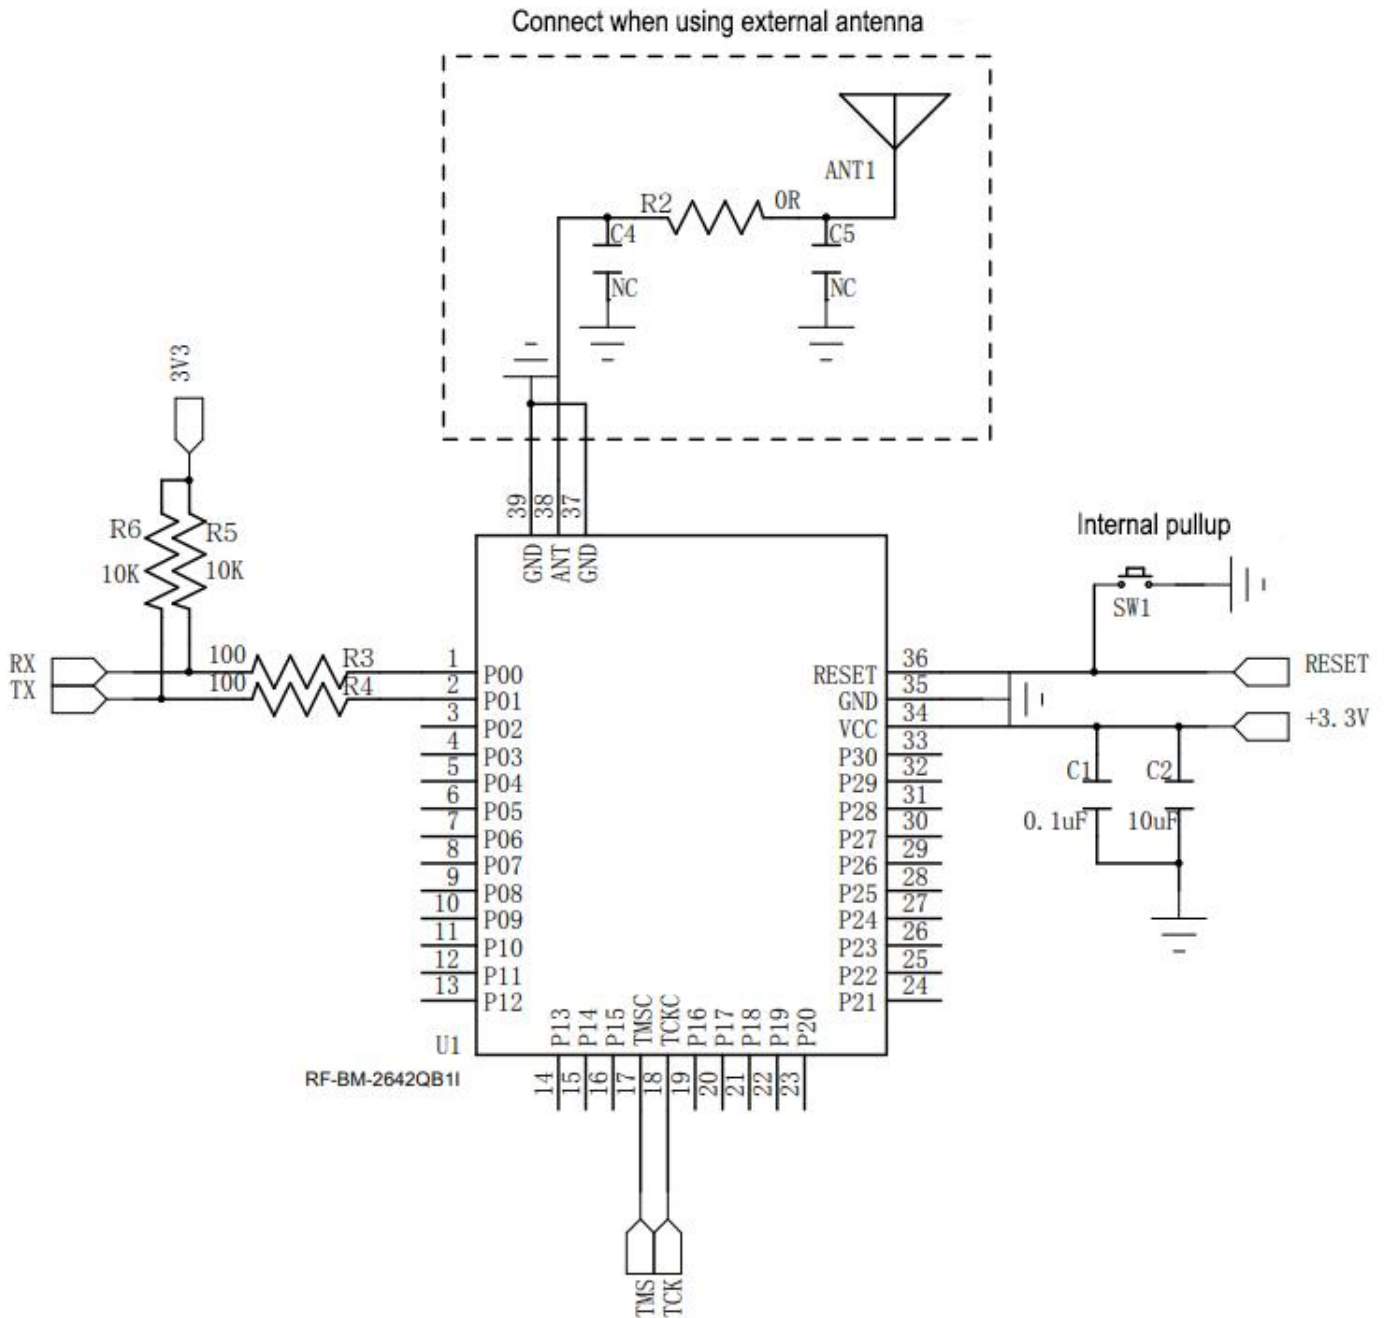 Connect when using external antenna
ANT1
R2
0R
C4
C5
NC
NC
3V3
R6
R5
10K
10K
39
38
37
GND
ANT
GND
Internal pullup
SW1
RX
TX
100
R3
100
R4
1
P00
2
P01
3
P02
4
P03
5
P04
6
P05
7
P06
8
P07
9
P08
10
P09
11
P10
12
P11
13
P12
RESET
36
RESET
GND
35
VCC
34
+3.3V
P30
33
P29
32
P28
31
P27
30
P26
29
P25
28
P24
27
P23
26
P22
25
P21
24
C1
C2
0.1uF
10uF
P13
P14
P15
TMSC
TCKC
P16
P17
P18
P19
P20
U1
RF-BM-2642QB1I
14
15
16
17
18
19
20
21
22
23
TMS
TCK